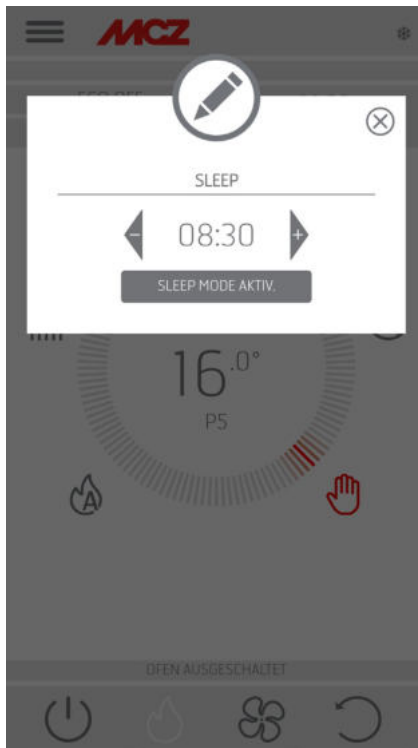 MCZ
SLEEP
- 08:30 +
SLEEP MODE AKTIV.
16.0°
P5
A
OFEN AUSGESCHALTET